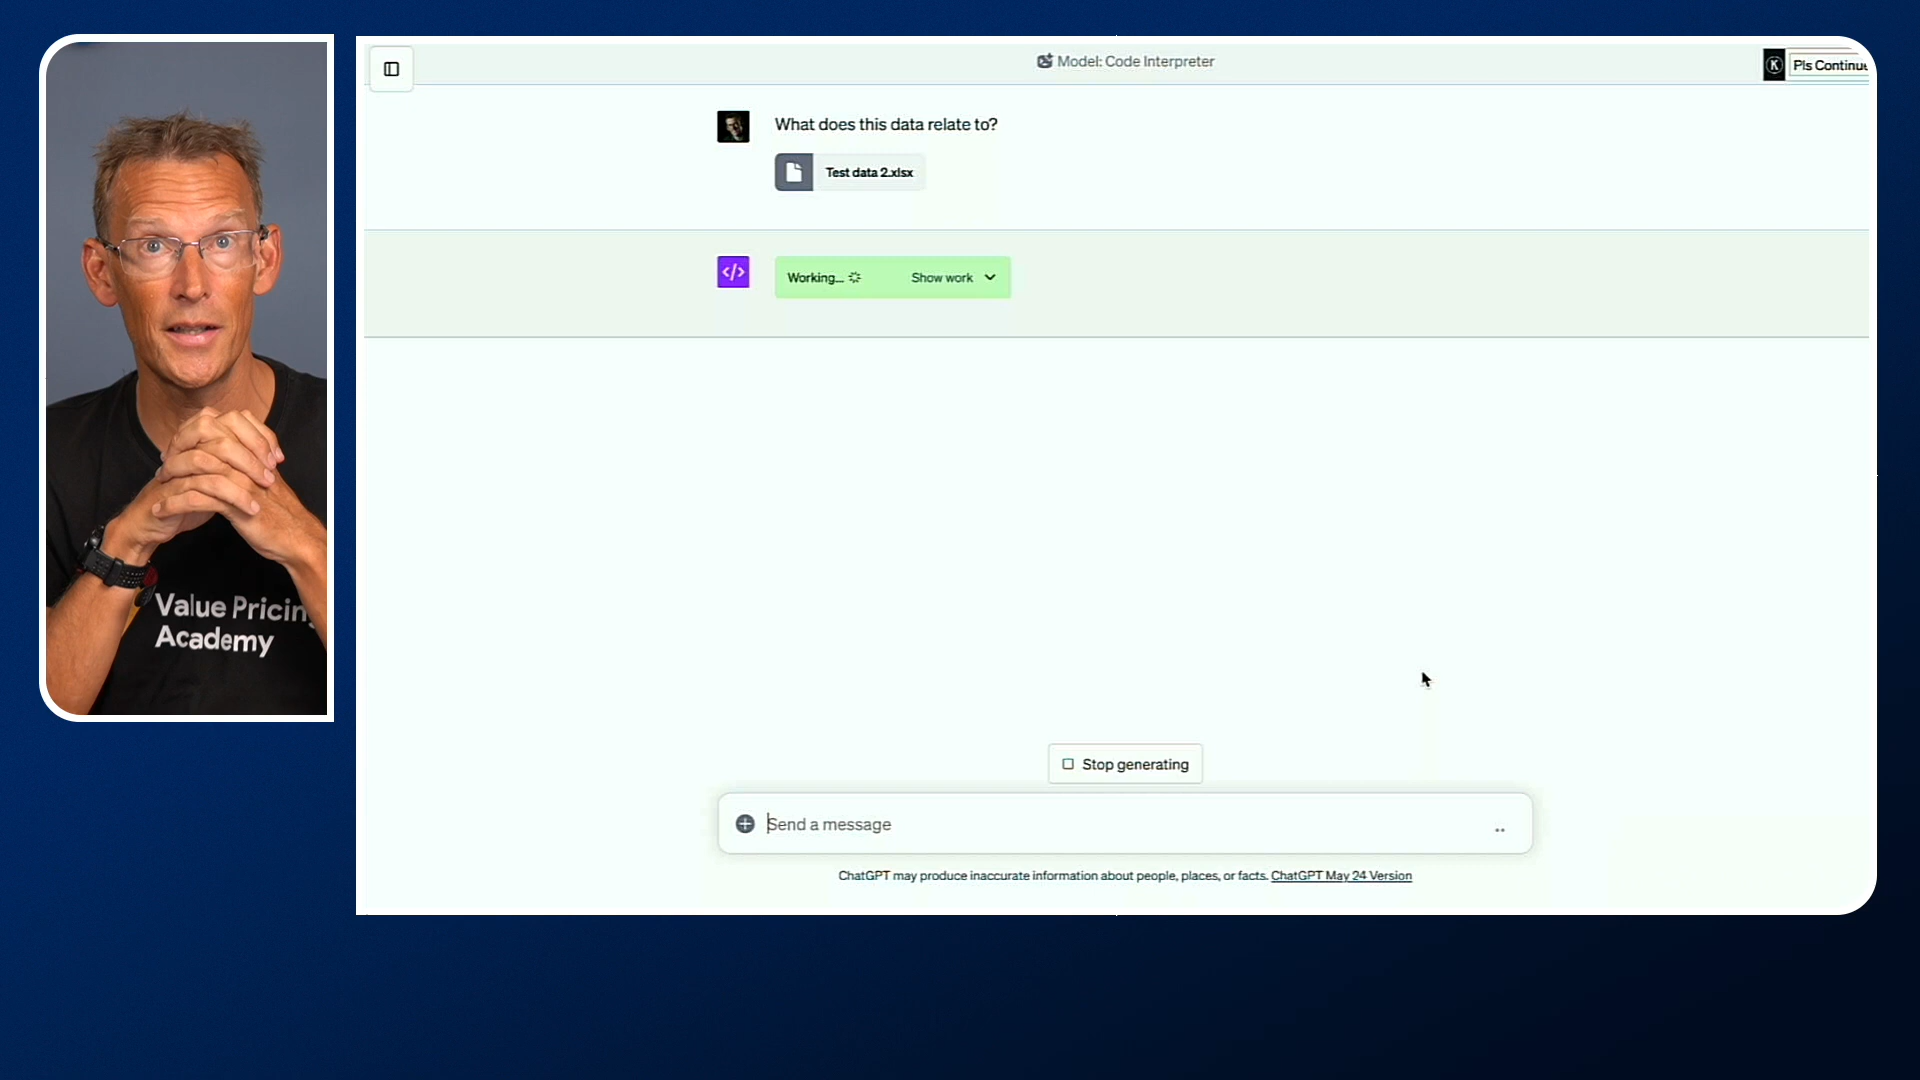 Model: Code Interpreter
K
Pls Continue
What does this data relate to?
Test data 2.xlsx
Working...
Show work
Value Pricing
Academy
Stop generating
Send a message
ChatGPT may produce inaccurate information about people, places, or facts. ChatGPT May 24 Version